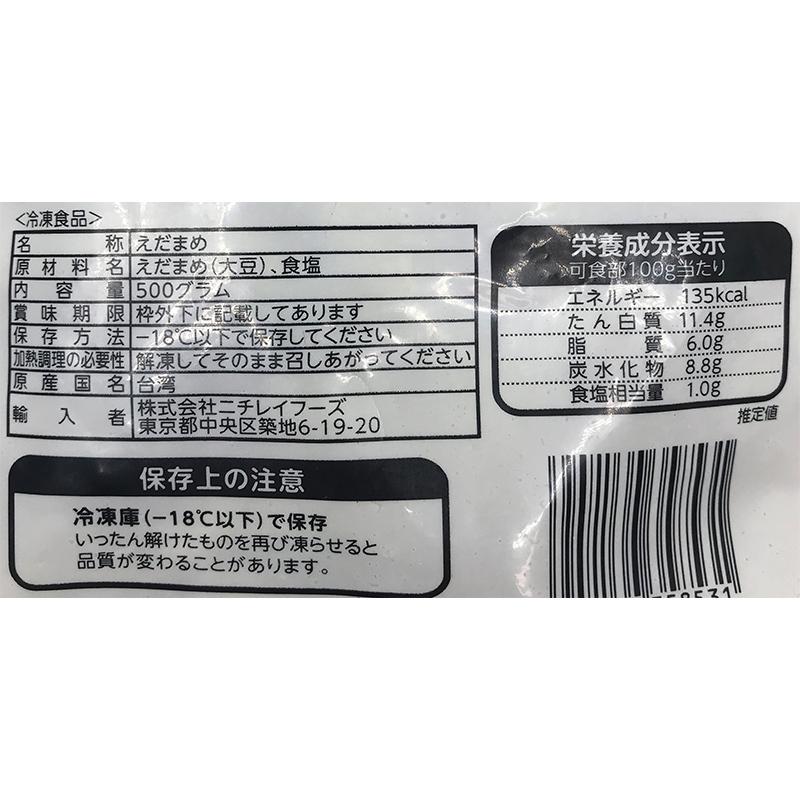 <冷凍食品>
名称 えだまめ
原材料名 えだまめ(大豆)、食塩
内容量 500グラム
賞味期限 枠外下に記載してあります
保存方法 −18℃以下で保存してください
加熱調理の必要性 解凍してそのまま召しあがってください
原産国名 台湾
輸入者 株式会社ニチレイフーズ
東京都中央区築地6-19-20
保存上の注意
冷凍庫(−18℃以下)で保存
いったん解けたものを再び凍らせると
品質が変わることがあります。
栄養成分表示
可食部100g当たり
エネルギー 135kcal
たん白質 11.4g
脂質 6.0g
炭水化物 8.8g
食塩相当量 1.0g
推定値